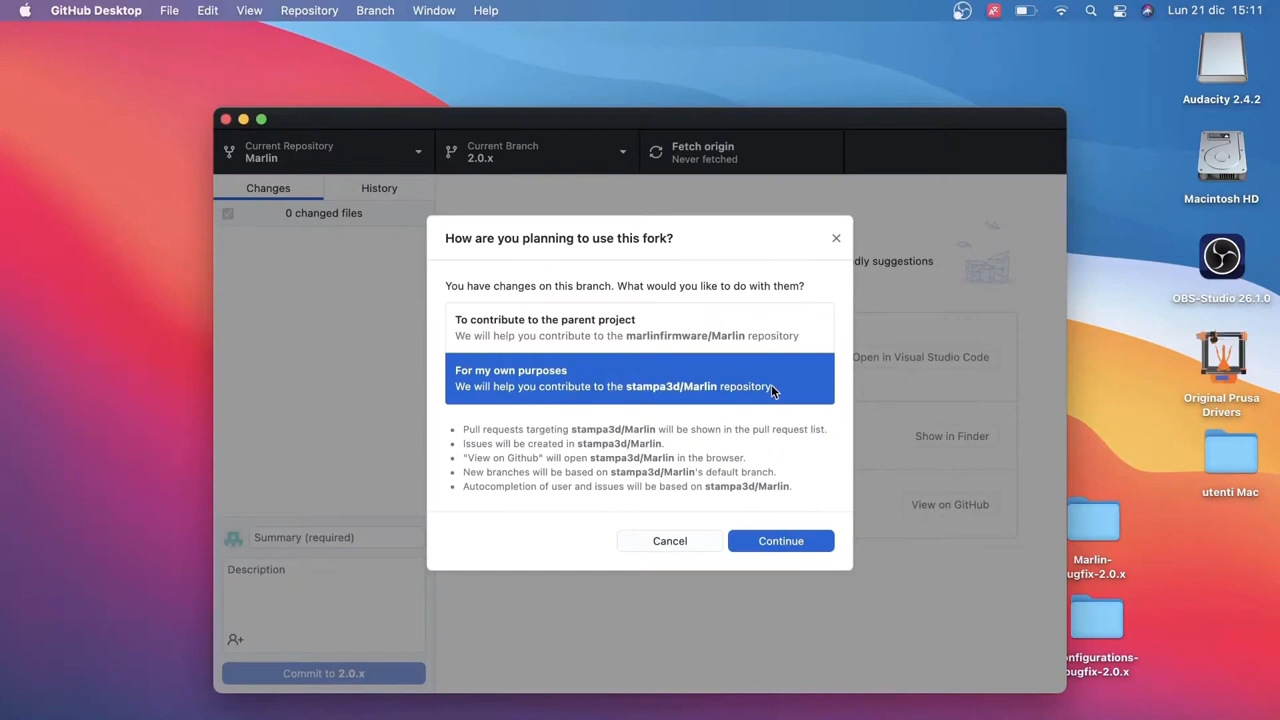 GitHub Desktop File Edit View Repository Branch Window Help
Lun 21 dic 15:11
Audacity 2.4.2
Macintosh HD
OBS-Studio 26.1.0
Original Prusa
Drivers
utenti Mac
Marlin-
ugfix-2.0.x
nfigurations-
ugfix-2.0.x
Current Repository
Marlin
Current Branch
2.0.x
Fetch origin
Never fetched
Changes
History
0 changed files
How are you planning to use this fork?
You have changes on this branch. What would you like to do with them?
To contribute to the parent project
We will help you contribute to the marlinfirmware/Marlin repository
For my own purposes
We will help you contribute to the stampa3d/Marlin repository
• Pull requests targeting stampa3d/Marlin will be shown in the pull request list.
• Issues will be created in stampa3d/Marlin.
• "View on Github" will open stampa3d/Marlin in the browser.
• New branches will be based on stampa3d/Marlin's default branch.
• Autocompletion of user and issues will be based on stampa3d/Marlin.
Cancel
Continue
dly suggestions
Open in Visual Studio Code
Show in Finder
View on GitHub
Summary (required)
Description
Commit to 2.0.x